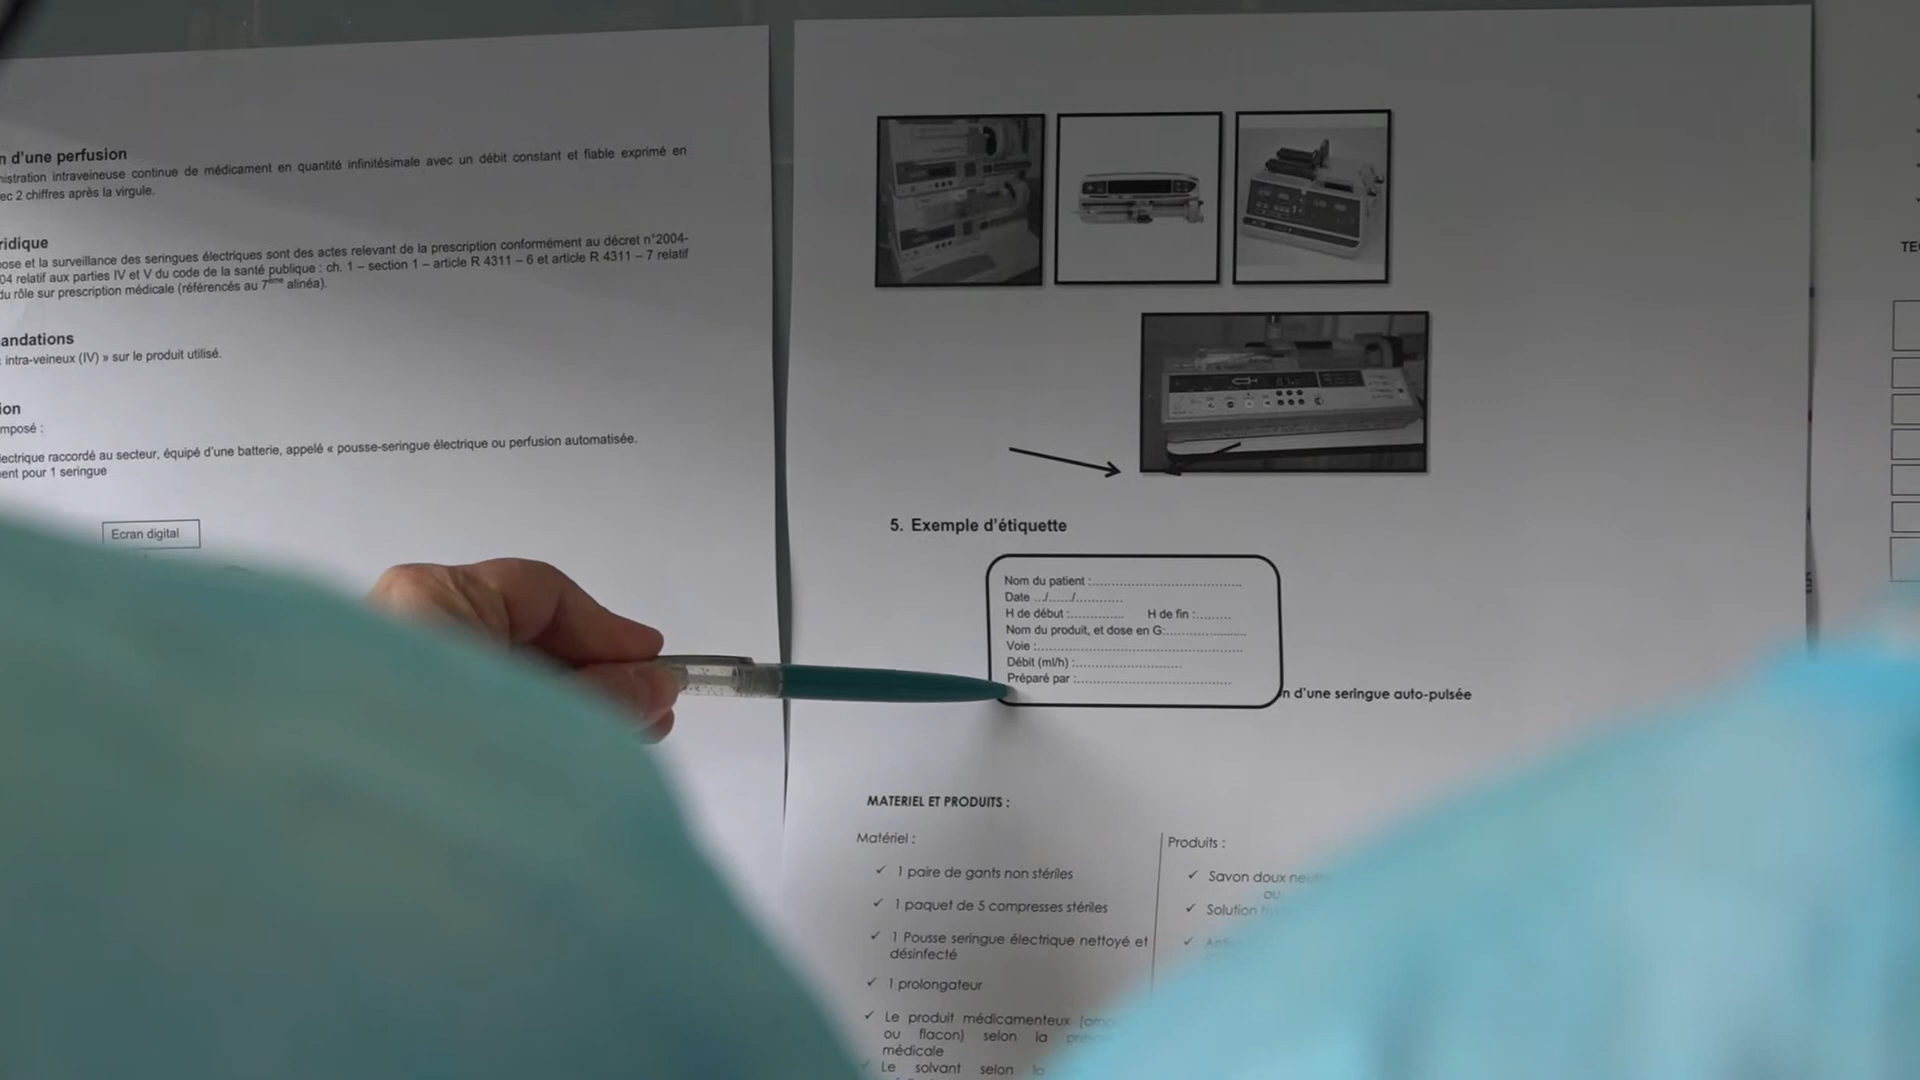 n d'une perfusion
nistration intraveineuse continue de médicament en quantité infinitésimale avec un débit constant et fiable exprimé en
ec 2 chiffres après la virgule.
ridique
pose et la surveillance des seringues électriques sont des actes relevant de la prescription conformément au décret n°2004-
04 relatif aux parties IV et V du code de la santé publique : ch. 1 – section 1 – article R 4311 – 6 et article R 4311 – 7 relatif
du rôle sur prescription médicale (référencés au 7ème alinéa).
andations
intra-veineux (IV) » sur le produit utilisé.
ion
mposé :
lectrique raccordé au secteur, équipé d'une batterie, appelé « pousse-seringue électrique ou perfusion automatisée.
ent pour 1 seringue
Ecran digital
5. Exemple d'étiquette
Nom du patient :
Date .../....../............
H de début :............ H de fin :.........
Nom du produit, et dose en G:
Voie :
Débit (ml/h) :
Préparé par :
n d'une seringue auto-pulsée
MATERIEL ET PRODUITS :
Matériel :
✓ 1 paire de gants non stériles
✓ 1 paquet de 5 compresses stériles
✓ 1 Pousse seringue électrique nettoyé et
désinfecté
✓ 1 prolongateur
✓ Le produit médicamenteux
ou flacon) selon la
médicale
Le solvant selon
Produits :
✓ Savon doux
ou
✓ Solution
TE